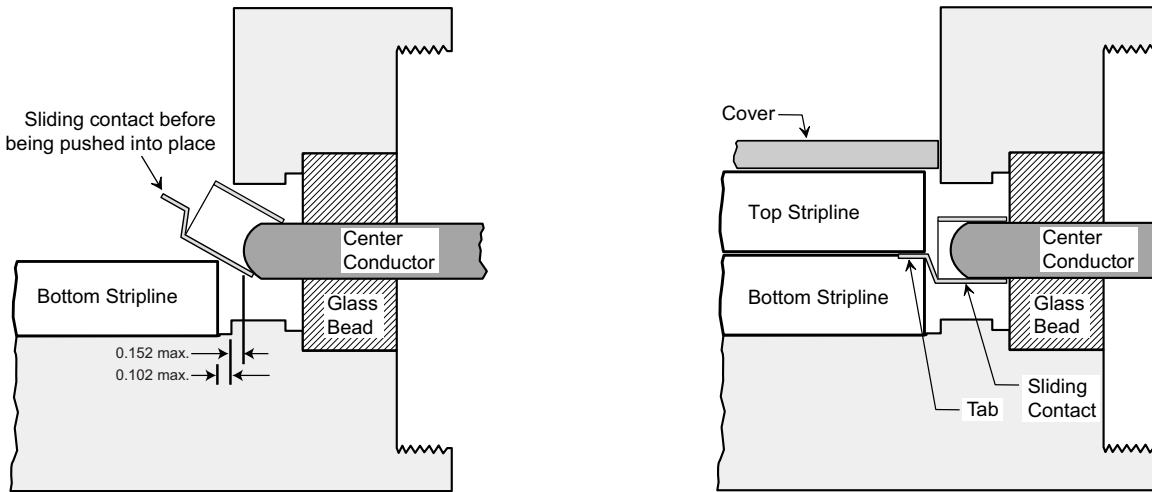 Sliding contact before
being pushed into place
Center
Conductor
Bottom Stripline
Glass
Bead
0.152 max.
0.102 max.
Cover
Top Stripline
Center
Conductor
Bottom Stripline
Glass
Bead
Sliding
Contact
Tab